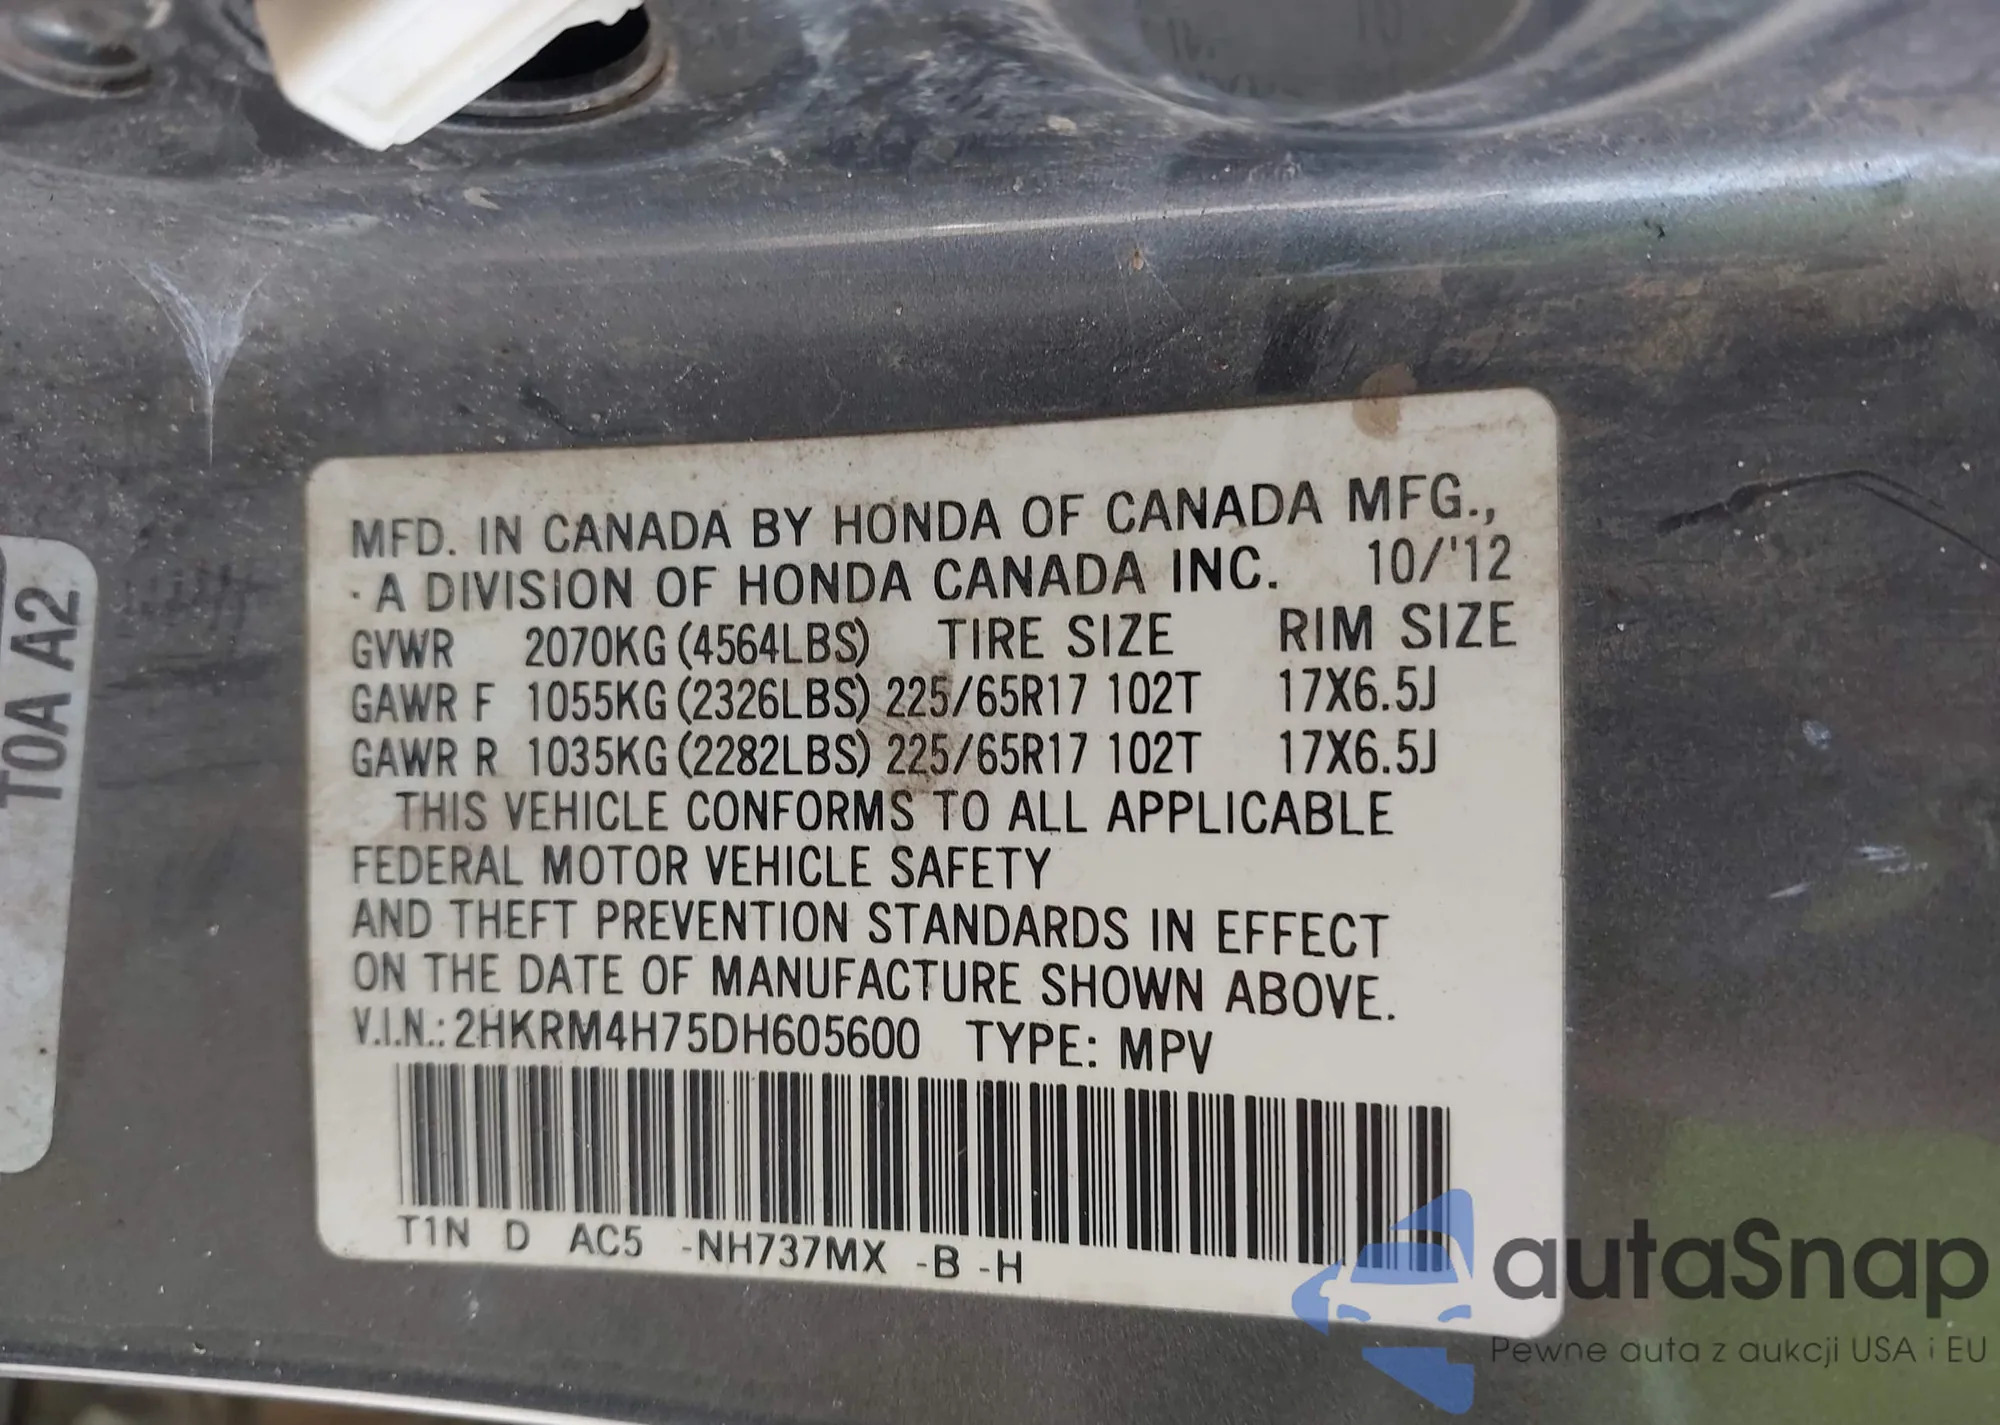 T0A A2
MFD. IN CANADA BY HONDA OF CANADA MFG.,
A DIVISION OF HONDA CANADA INC. 10/'12
GVWR 2070KG (4564LBS) TIRE SIZE RIM SIZE
GAWR F 1055KG (2326LBS) 225/65R17 102T 17X6.5J
GAWR R 1035KG (2282LBS) 225/65R17 102T 17X6.5J
THIS VEHICLE CONFORMS TO ALL APPLICABLE
FEDERAL MOTOR VEHICLE SAFETY
AND THEFT PREVENTION STANDARDS IN EFFECT
ON THE DATE OF MANUFACTURE SHOWN ABOVE.
V.I.N.: 2HKRM4H75DH605600 TYPE: MPV
T1N D AC5 -NH737MX -B -H
autaSnap
Pewne auta z aukcji USA i EU